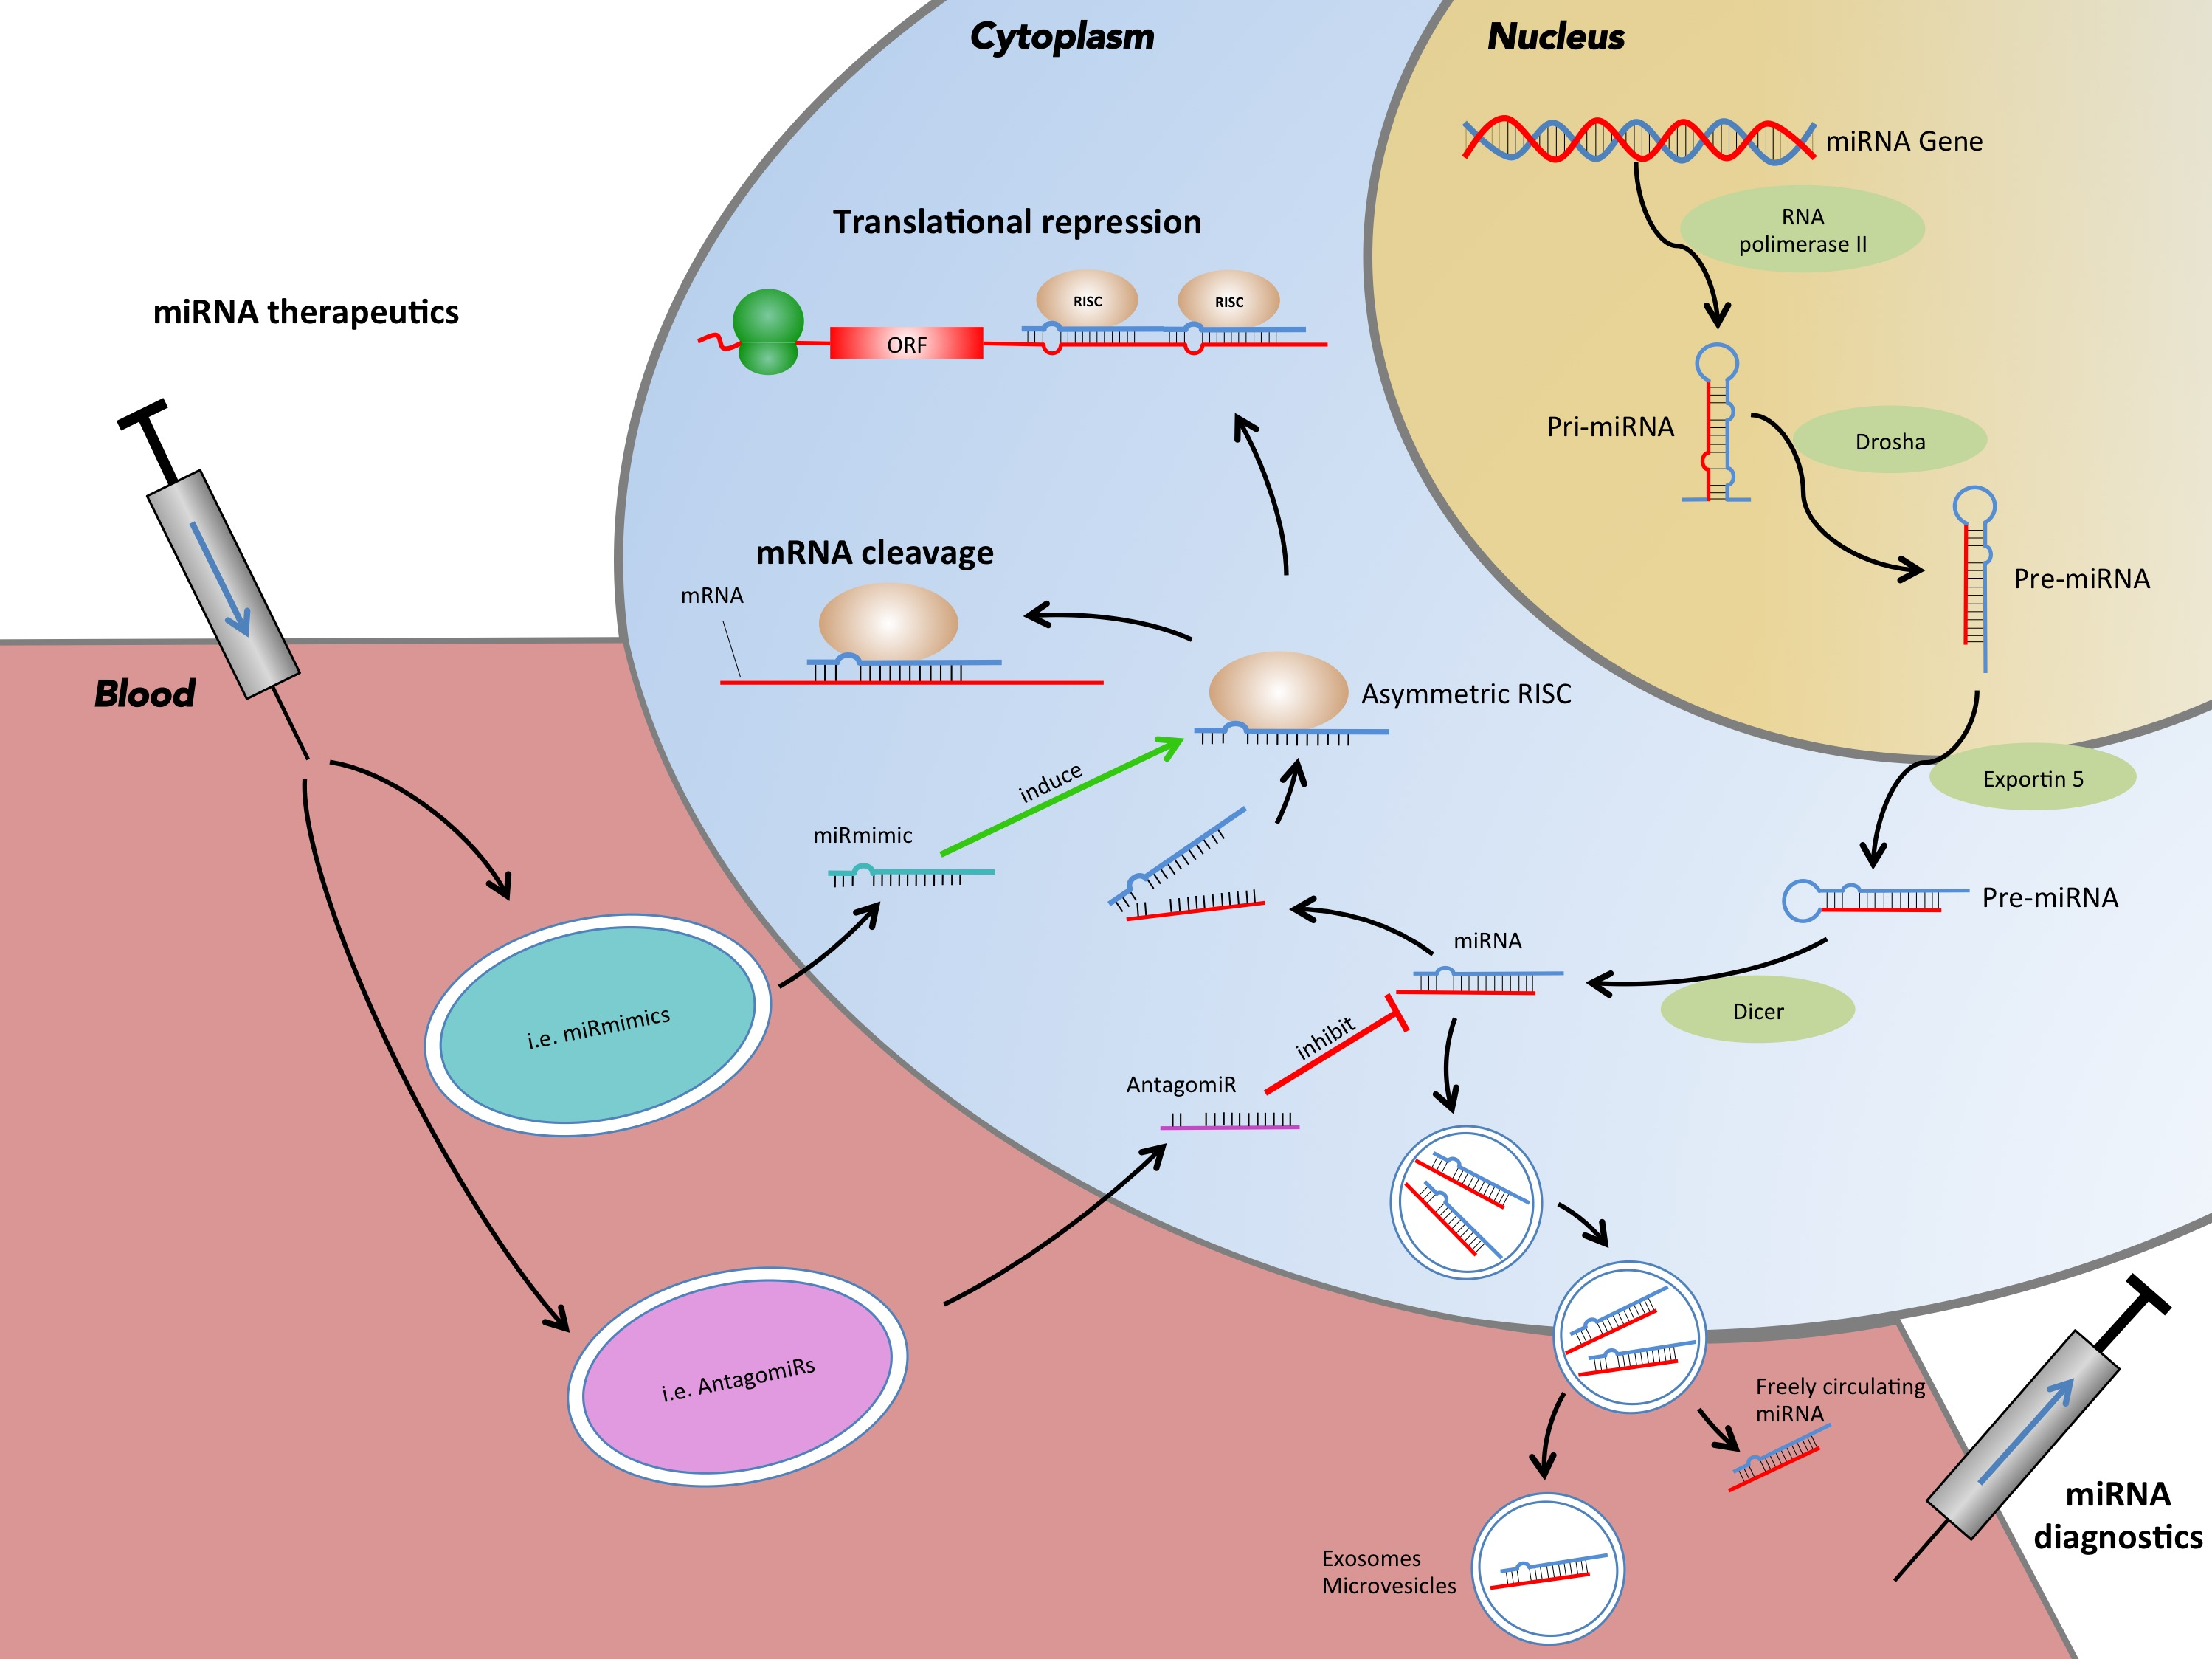 Cytoplasm
Nucleus
miRNA Gene
RNA
polimerase II
Translational repression
RISC
RISC
ORF
miRNA therapeutics
Pri-miRNA
Drosha
mRNA cleavage
mRNA
Pre-miRNA
Blood
Asymmetric RISC
Exportin 5
induce
miRmimic
Pre-miRNA
miRNA
Dicer
i.e. miRmimics
inhibit
AntagomiR
i.e. AntagomiRs
Freely circulating
miRNA
miRNA
diagnostics
Exosomes
Microvesicles